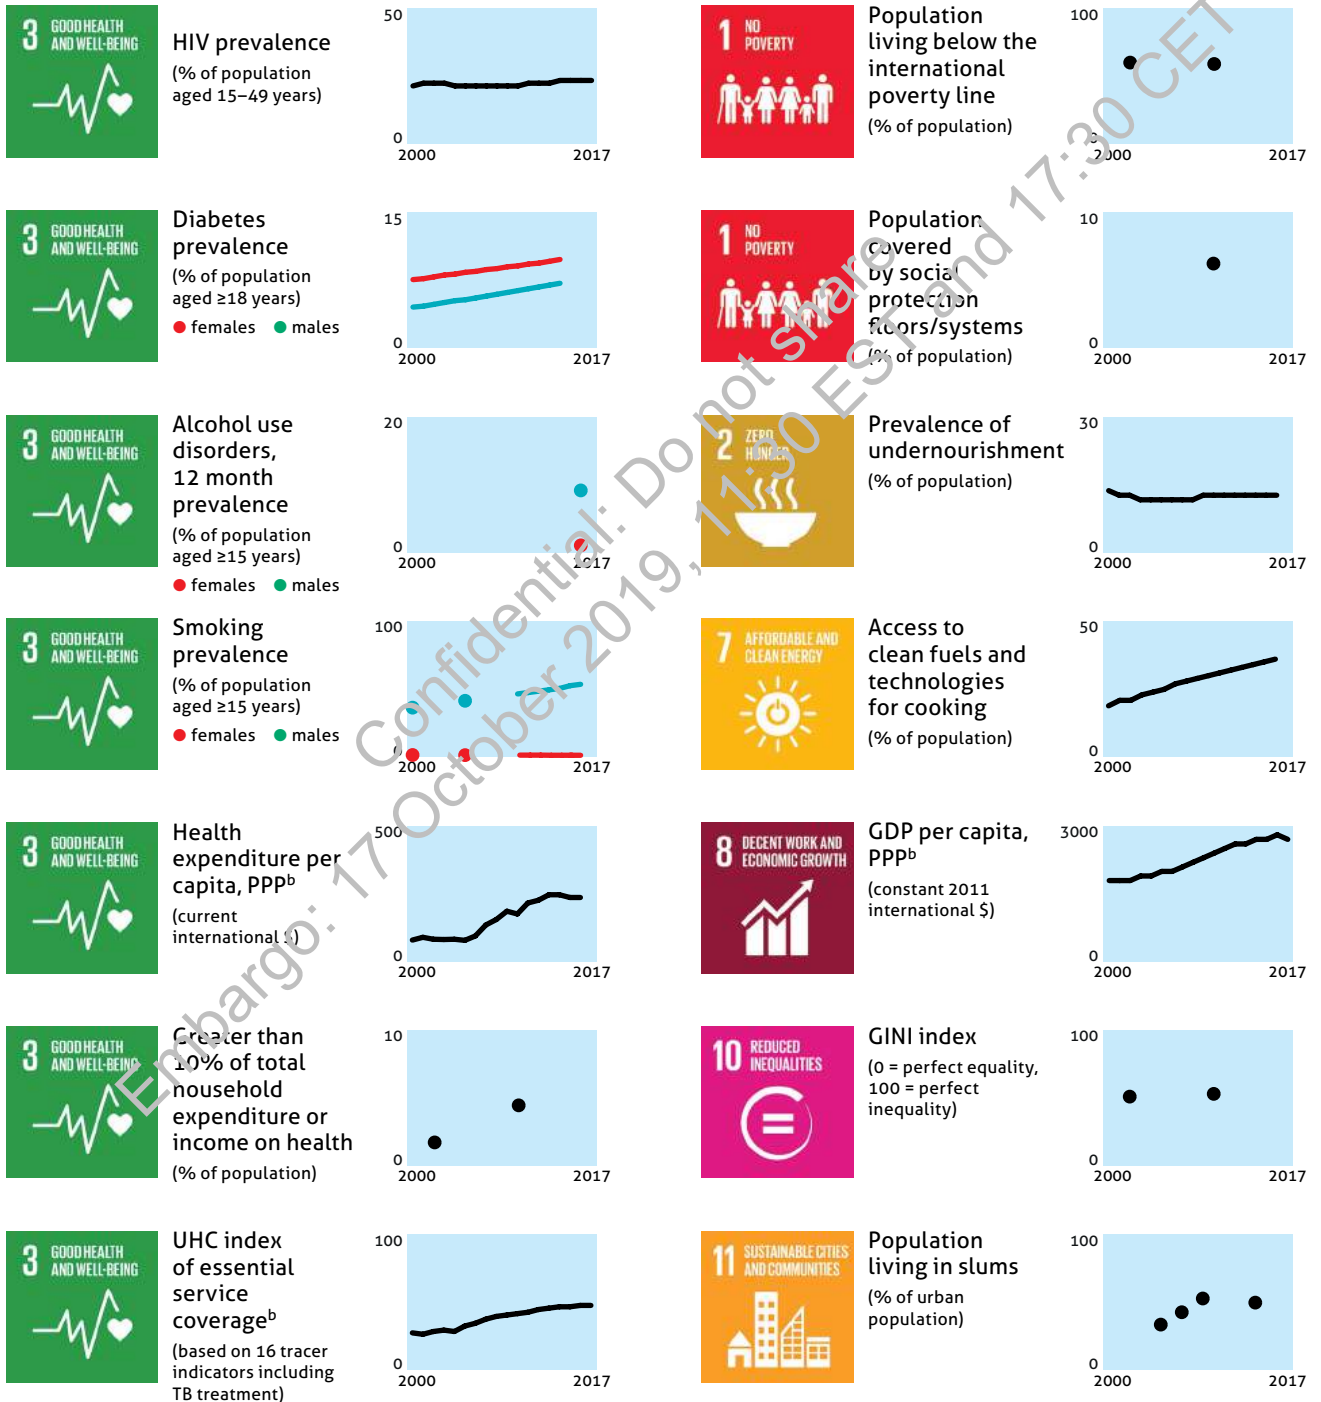 3 GOOD HEALTH
AND WELL-BEING
HIV prevalence
(% of population
aged 15–49 years)
50
0
2000 2017
3 GOOD HEALTH
AND WELL-BEING
Diabetes
prevalence
(% of population
aged ≥18 years)
females males
15
0
2000 2017
3 GOOD HEALTH
AND WELL-BEING
Alcohol use
disorders,
12 month
prevalence
(% of population
aged ≥15 years)
females males
20
0
2000 2017
3 GOOD HEALTH
AND WELL-BEING
Smoking
prevalence
(% of population
aged ≥15 years)
females males
100
0
2000 2017
3 GOOD HEALTH
AND WELL-BEING
Health
expenditure per
capita, PPPᵇ
(current
international $)
500
0
2000 2017
3 GOOD HEALTH
AND WELL-BEING
Greater than
10% of total
household
expenditure or
income on health
(% of population)
10
0
2000 2017
3 GOOD HEALTH
AND WELL-BEING
UHC index
of essential
service
coverageᵇ
(based on 16 tracer
indicators including
TB treatment)
100
0
2000 2017
1 NO
POVERTY
Population
living below the
international
poverty line
(% of population)
100
0
2000 2017
1 NO
POVERTY
Population
covered
by social
protection
floors/systems
(% of population)
10
0
2000 2017
2 ZERO
HUNGER
Prevalence of
undernourishment
(% of population)
30
0
2000 2017
7 AFFORDABLE AND
CLEAN ENERGY
Access to
clean fuels and
technologies
for cooking
(% of population)
50
0
2000 2017
8 DECENT WORK AND
ECONOMIC GROWTH
GDP per capita,
PPPᵇ
(constant 2011
international $)
3000
0
2000 2017
10 REDUCED
INEQUALITIES
GINI index
(0 = perfect equality,
100 = perfect
inequality)
100
0
2000 2017
11 SUSTAINABLE CITIES
AND COMMUNITIES
Population
living in slums
(% of urban
population)
100
0
2000 2017
Confidential: Do not share
Embargo: 17 October 2019, 11:30 EST and 17:30 CET